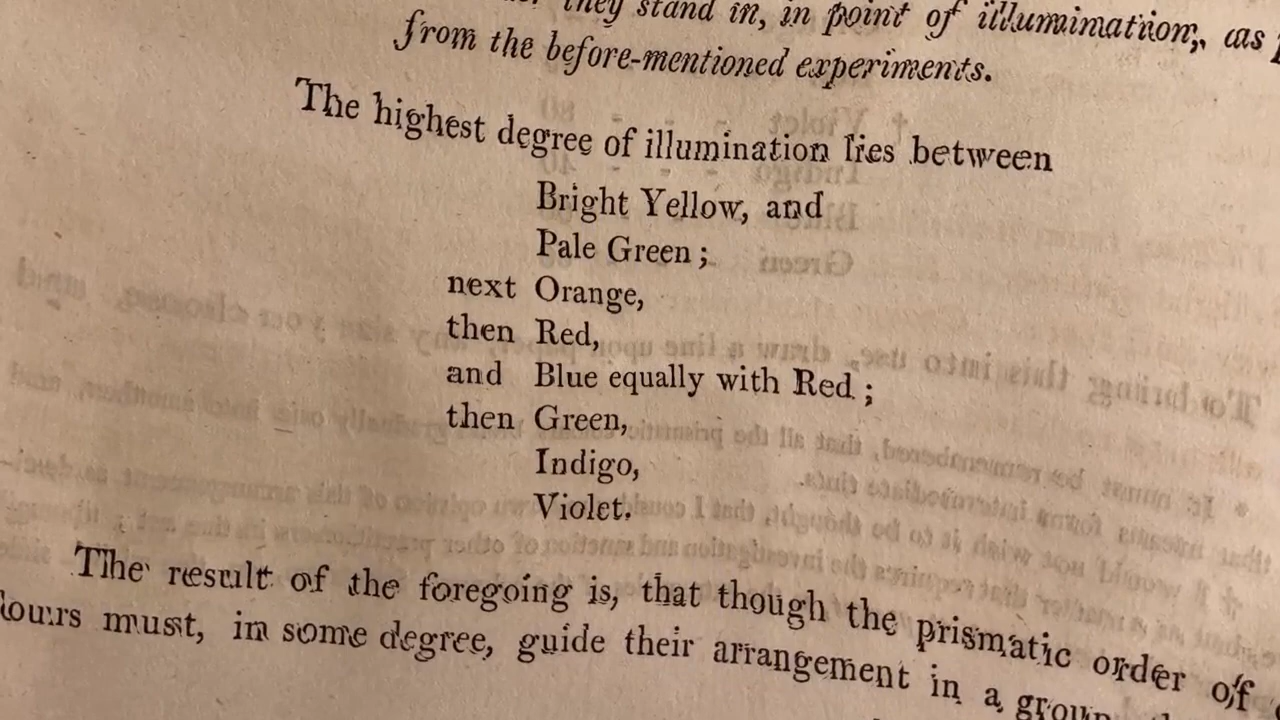 they stand in, in point of illumination, as
from the before-mentioned experiments.
The highest degree of illumination lies between
Bright Yellow, and
Pale Green;
next Orange,
then Red,
and Blue equally with Red;
then Green,
Indigo,
Violet.
The result of the foregoing is, that though the prismatic order of
lours must, in some degree, guide their arrangement in a